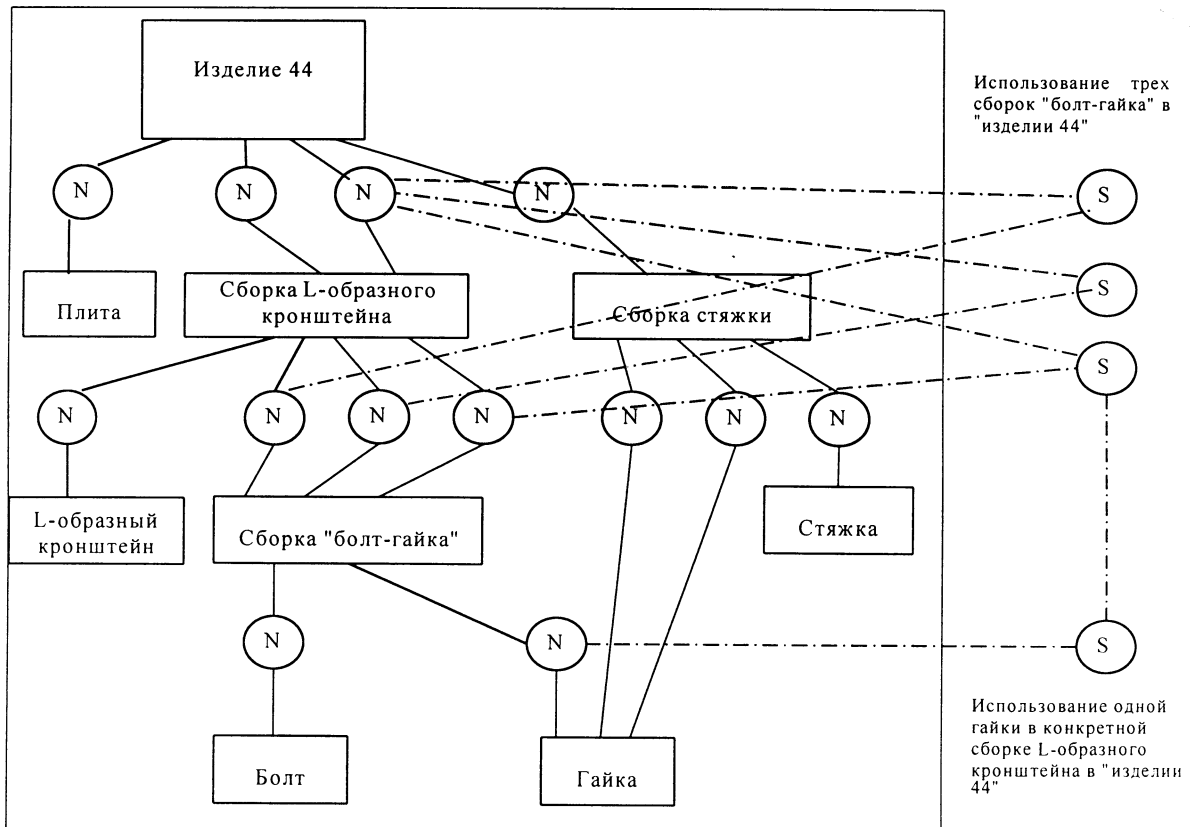 Изделие 44
Использование трех
сборок "болт-гайка" в
"изделии 44"
N
N
N
N
S
Плита
Сборка L-образного
кронштейна
Сборка стяжки
S
S
N
N
N
N
N
N
N
L-образный
кронштейн
Сборка "болт-гайка"
Стяжка
N
N
S
Использование одной
гайки в конкретной
сборке L-образного
кронштейна в "изделии
44"
Болт
Гайка